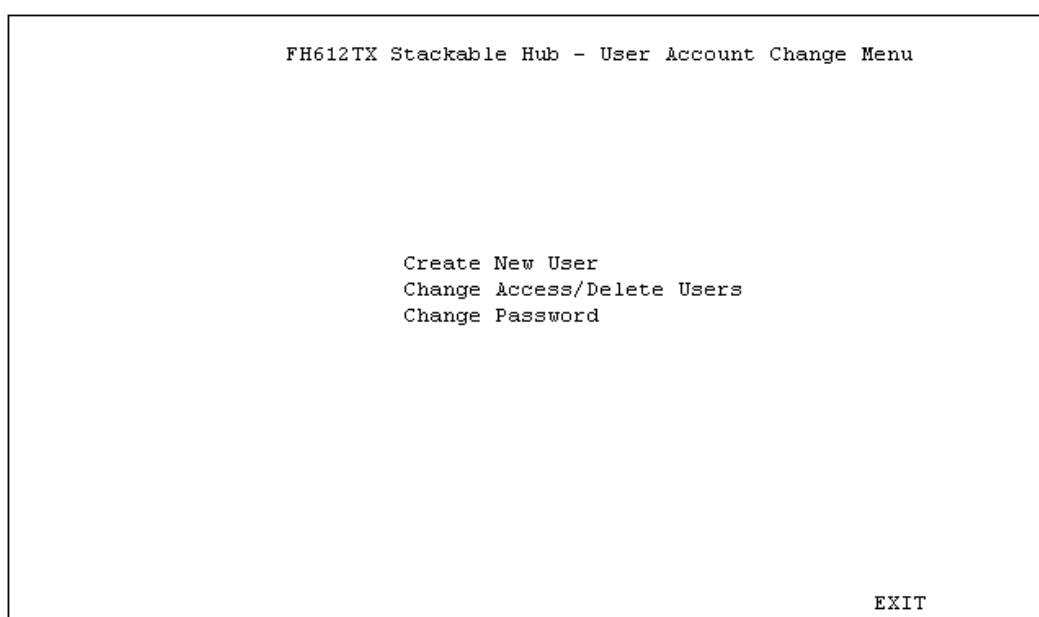 FH612TX Stackable Hub - User Account Change Menu
Create New User
Change Access/Delete Users
Change Password
EXIT